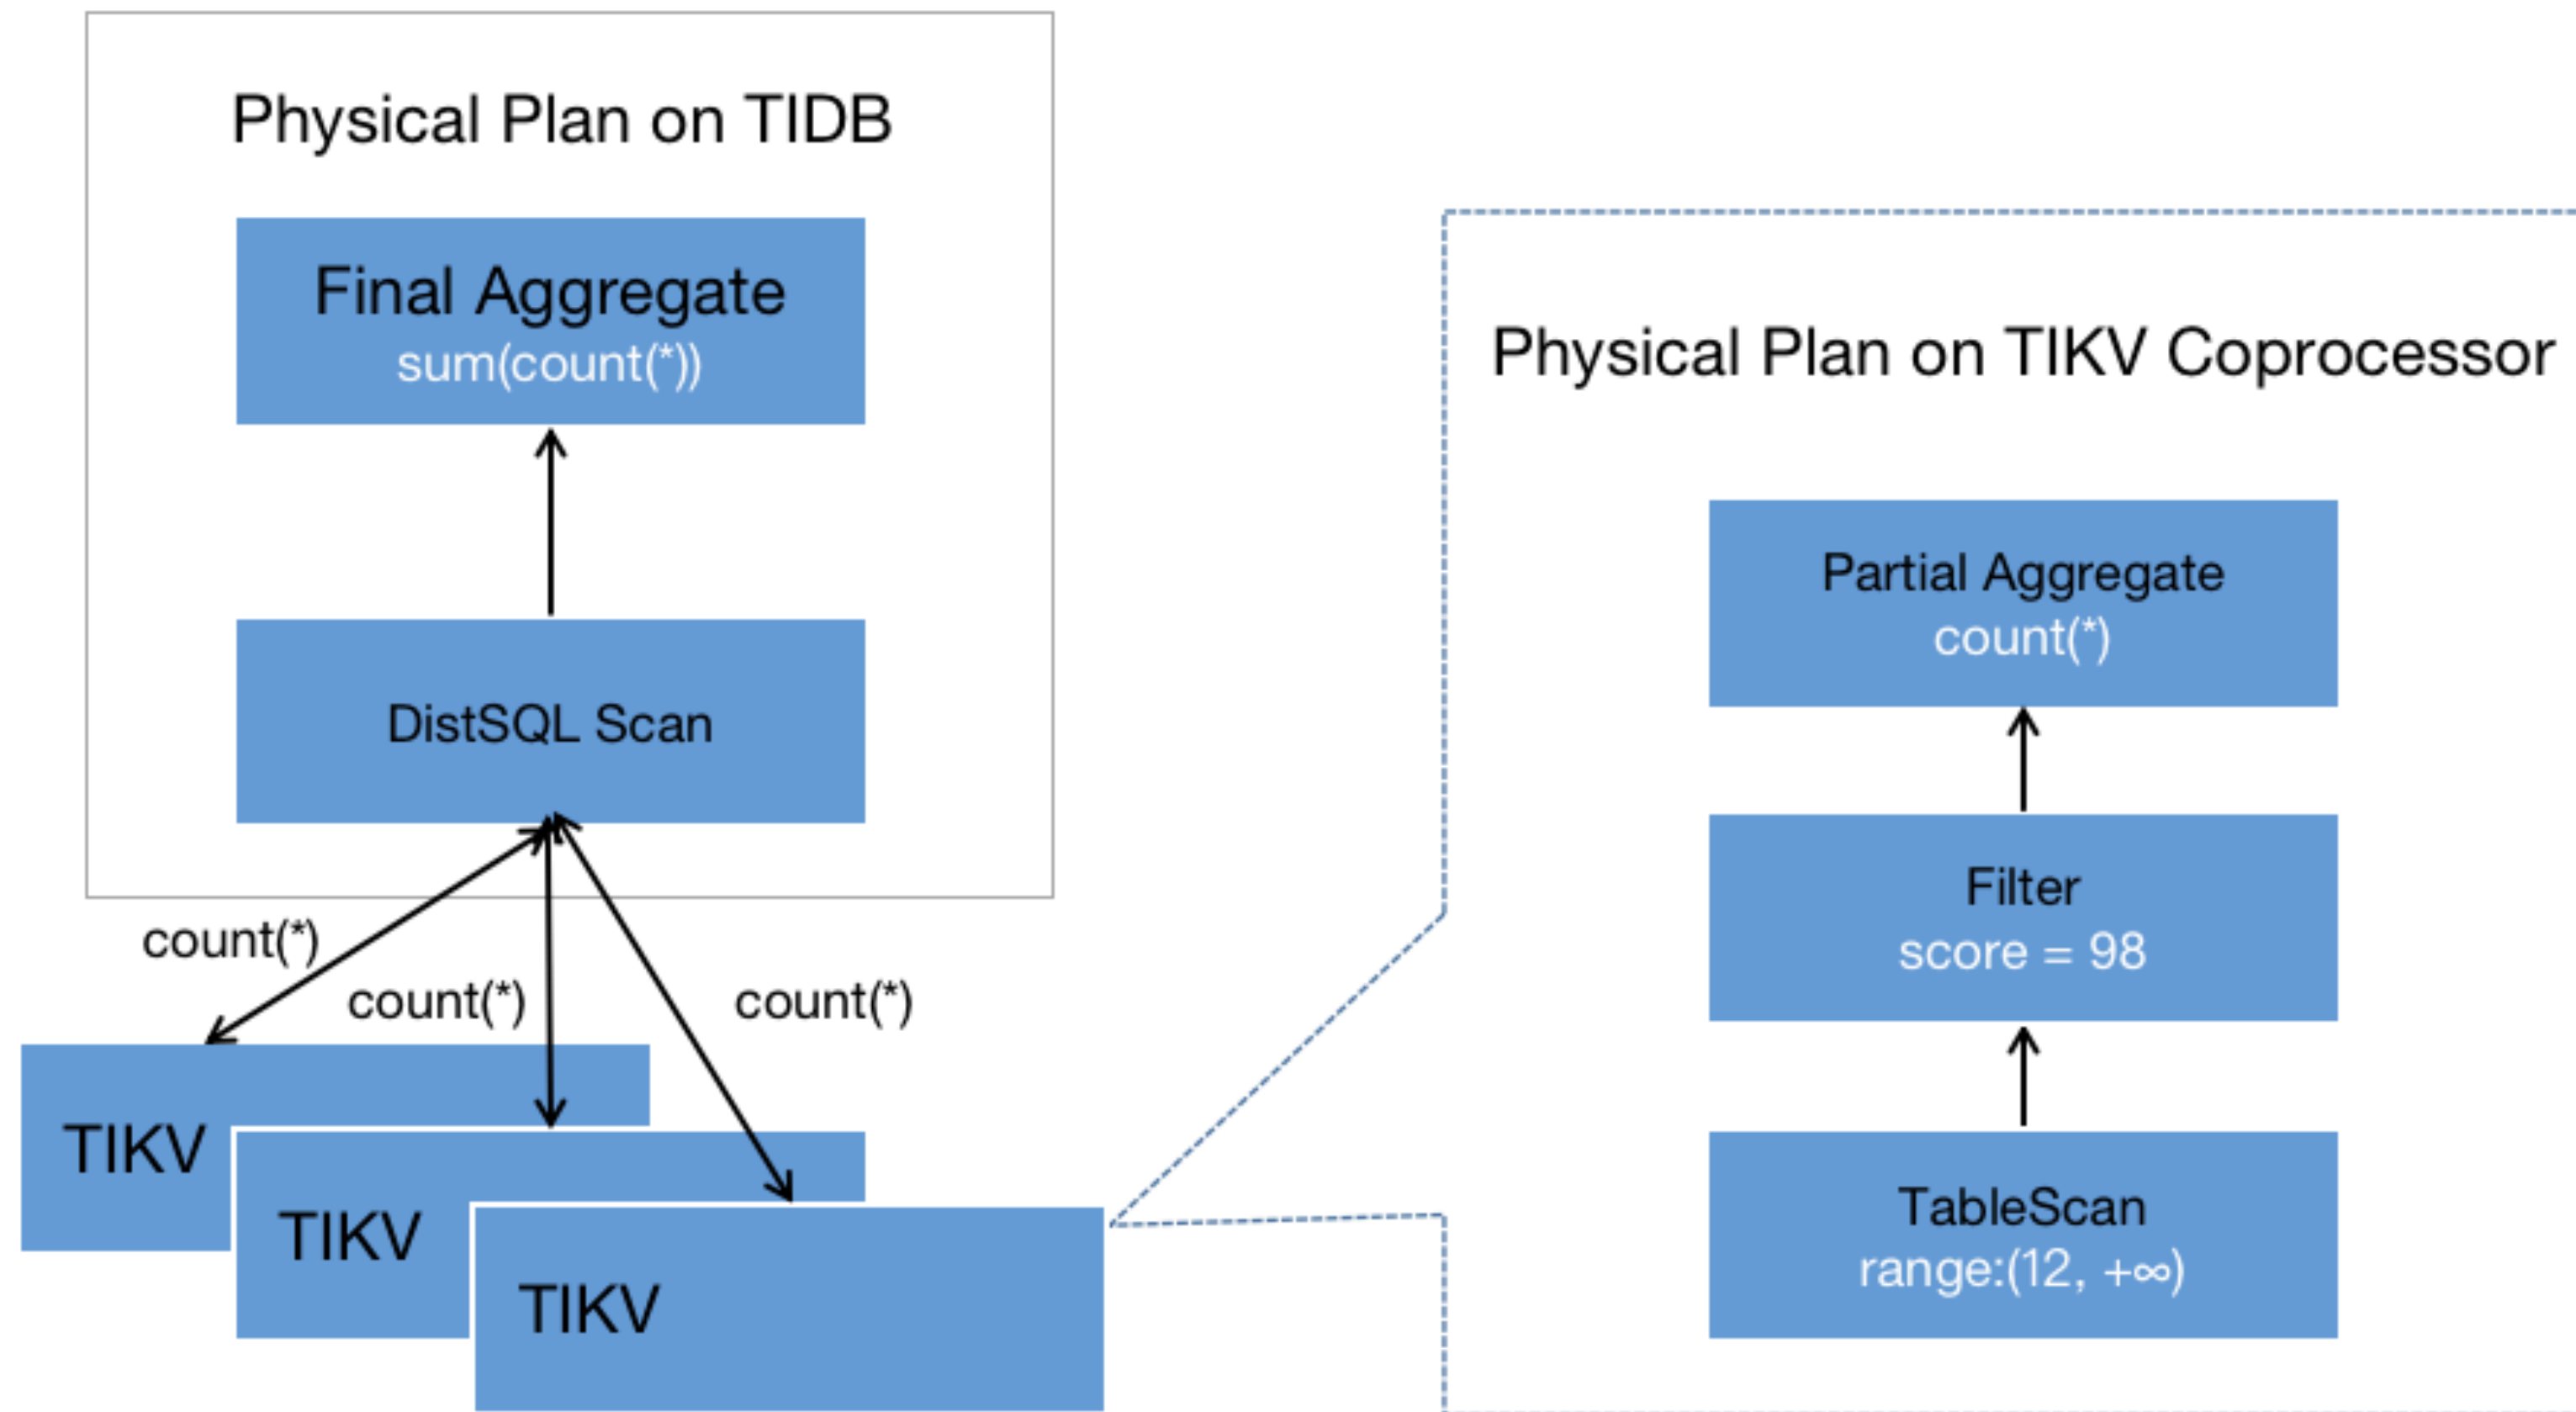 Physical Plan on TIDB
Final Aggregate
sum(count(*))
DistSQL Scan
count(*)
count(*)
count(*)
TIKV
TIKV
TIKV
Physical Plan on TIKV Coprocessor
Partial Aggregate
count(*)
Filter
score = 98
TableScan
range:(12, +∞)